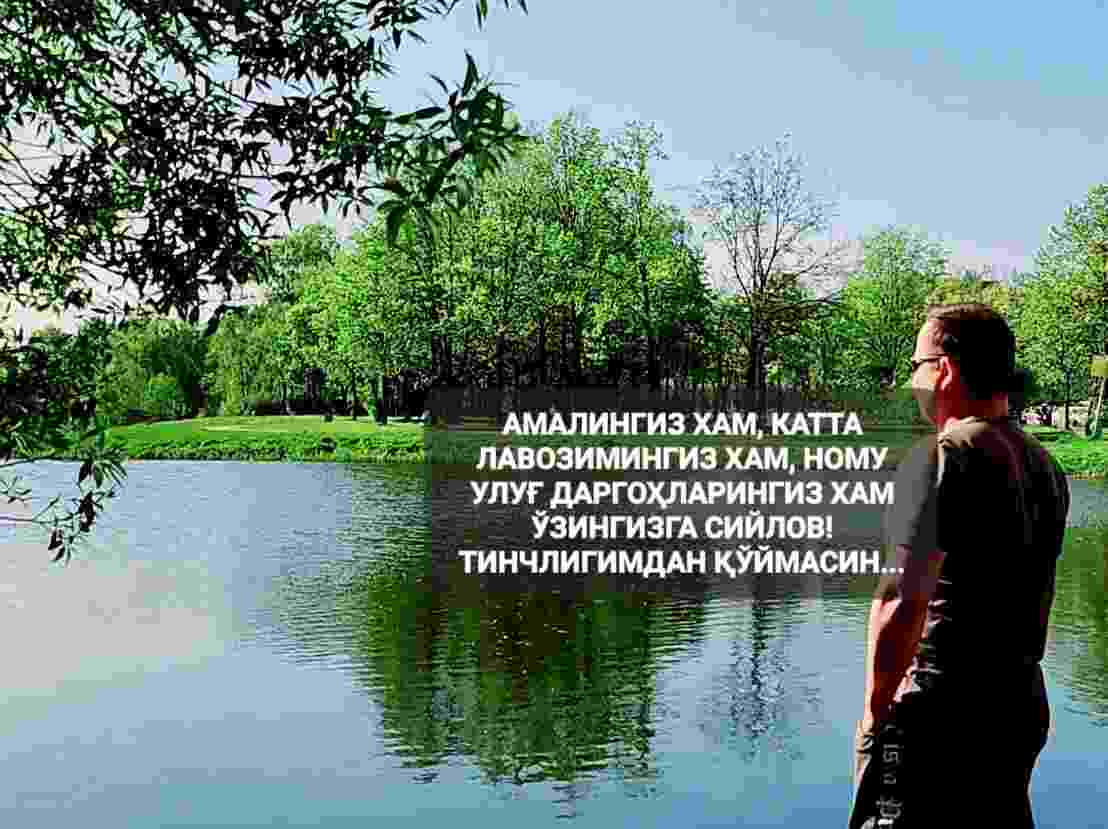 АМАЛИНГИЗ ХАМ, КАТТА
ЛАВОЗИМИНГИЗ ХАМ, НОМУ
УЛУҒ ДАРГОҲЛАРИНГИЗ ХАМ
ЎЗИНГИЗГА СИЙЛОВ!
ТИНЧЛИГИМДАН ҚЎЙМАСИН...